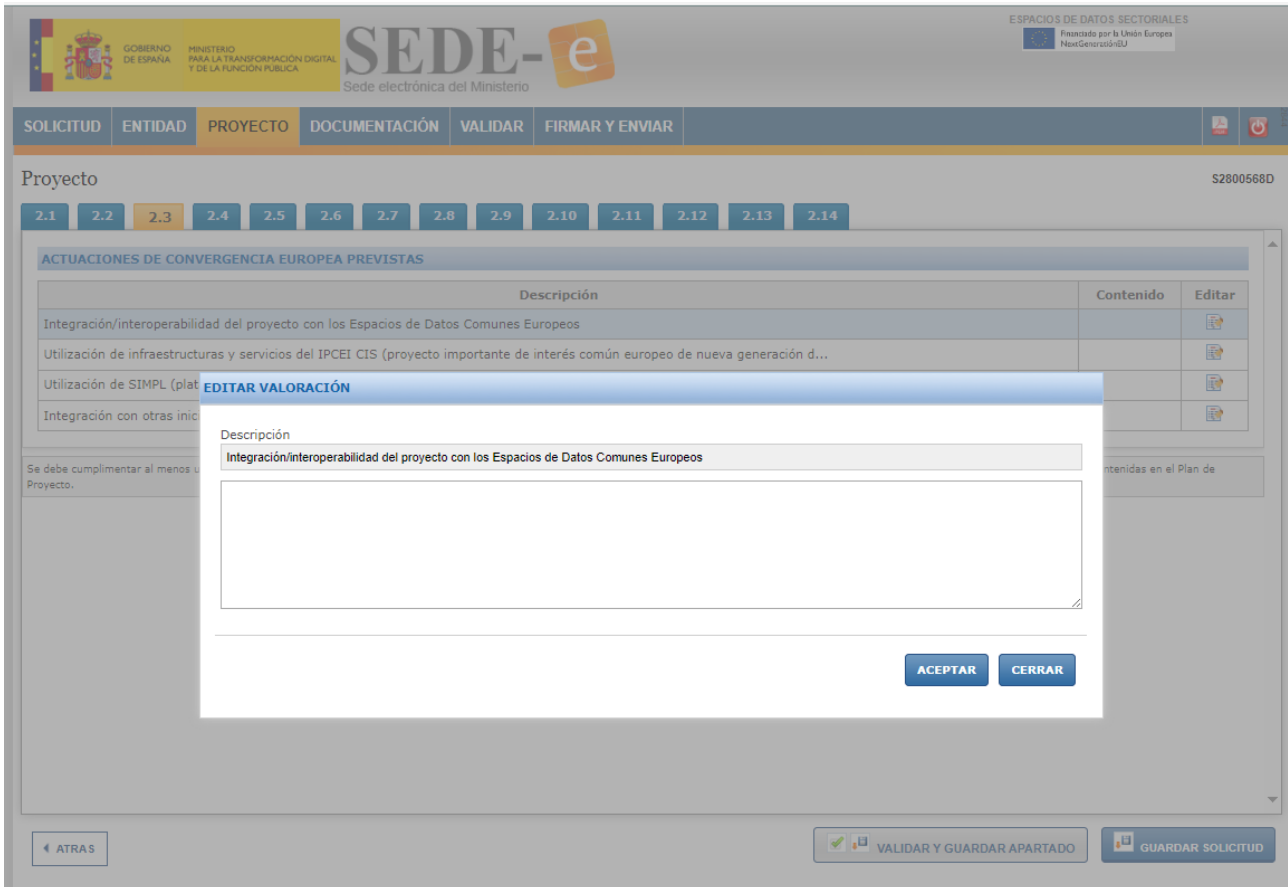 GOBIERNO
DE ESPAÑA
MINISTERIO
PARA LA TRANSFORMACIÓN DIGITAL
Y DE LA FUNCIÓN PÚBLICA
SEDE-e
Sede electrónica del Ministerio
ESPACIOS DE DATOS SECTORIALES
Financiado por la Unión Europea
NextGenerationEU
SOLICITUD ENTIDAD PROYECTO DOCUMENTACIÓN VALIDAR FIRMAR Y ENVIAR
Proyecto S2800568D
2.1 2.2 2.3 2.4 2.5 2.6 2.7 2.8 2.9 2.10 2.11 2.12 2.13 2.14
ACTUACIONES DE CONVERGENCIA EUROPEA PREVISTAS
Descripción Contenido Editar
Integración/interoperabilidad del proyecto con los Espacios de Datos Comunes Europeos
Utilización de infraestructuras y servicios del IPCEI CIS (proyecto importante de interés común europeo de nueva generación d...
Utilización de SIMPL (plat
Integración con otras inic
Se debe cumplimentar al menos u
ntenidas en el Plan de
Proyecto.
EDITAR VALORACIÓN
Descripción
Integración/interoperabilidad del proyecto con los Espacios de Datos Comunes Europeos
ACEPTAR CERRAR
ATRAS VALIDAR Y GUARDAR APARTADO GUARDAR SOLICITUD